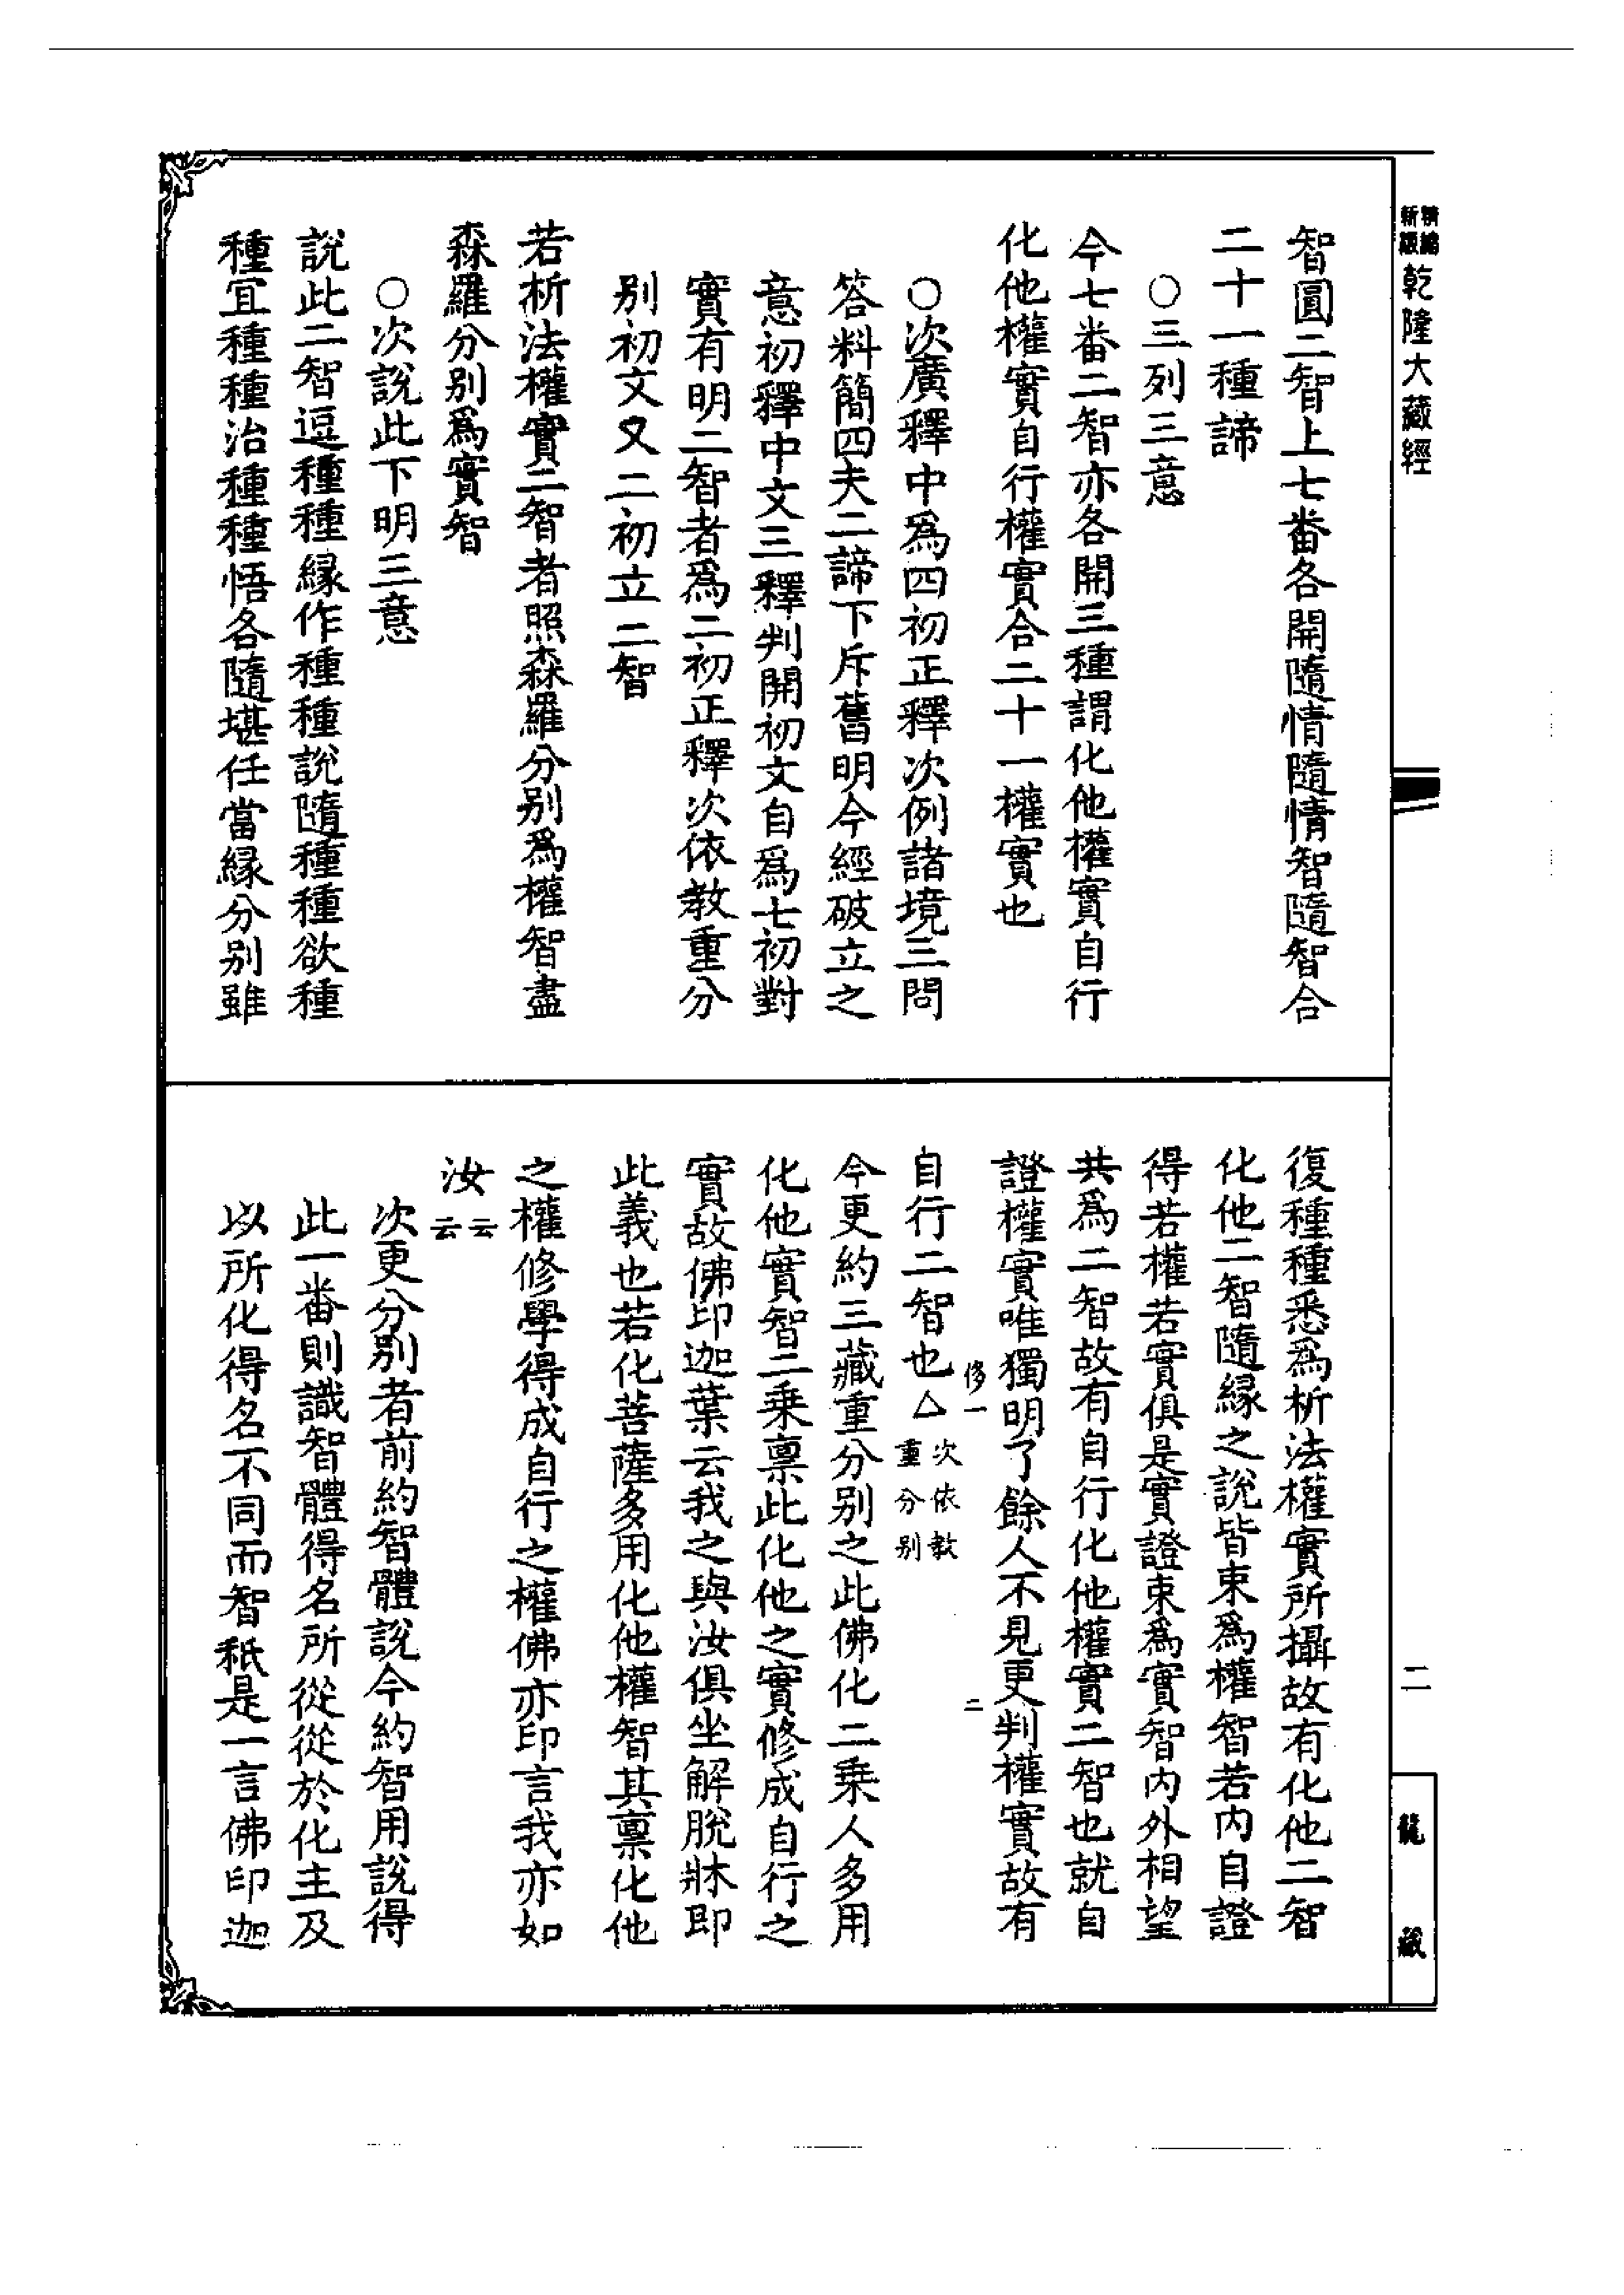 新編縮版乾隆大藏經
智圓二智上七番各開隨情隨情智隨智合
二十一種諦
○三列三意
今七番二智亦各開三種謂化他權實自行
化他權實自行權實合二十一權實也
○次廣釋中為四初正釋次例諸境三問
答料簡四夫二諦下斥舊明今經破立之
意初釋中文三釋判開初文自爲七初對
實有明二智者爲二初正釋次依教重分
别初文又二初立二智
若析法權實二智者照森羅分别爲權智盡
森羅分别爲實智
○次說此下明三意
說此二智逗種種緣作種種說隨種種欲種
種宜種種治種種悟各隨堪任當緣分别雖
復種種悉爲析法權實所攝故有化他二智
化他二智隨緣之說皆束爲權智若内自證
得若權若實俱是實證束爲實智内外相望
共爲二智故有自行化他權實二智也就自
證權實唯獨明了餘人不見更判權實故有
侈一
二
自行二智也△次依教重分别
今更約三藏重分别之此佛化二乗人多用
化他實智二乗禀此化他之實修成自行之
實故佛印迦葉云我之與汝俱坐解脫牀即
此義也若化菩薩多用化他權智其禀化他
之權修學得成自行之權佛亦印言我亦如
汝云云
次更分别者前約智體說今約智用說得
此一番則識智體得名所從從於化主及
以所化得名不同而智秖是一言佛印迦
二
龍藏